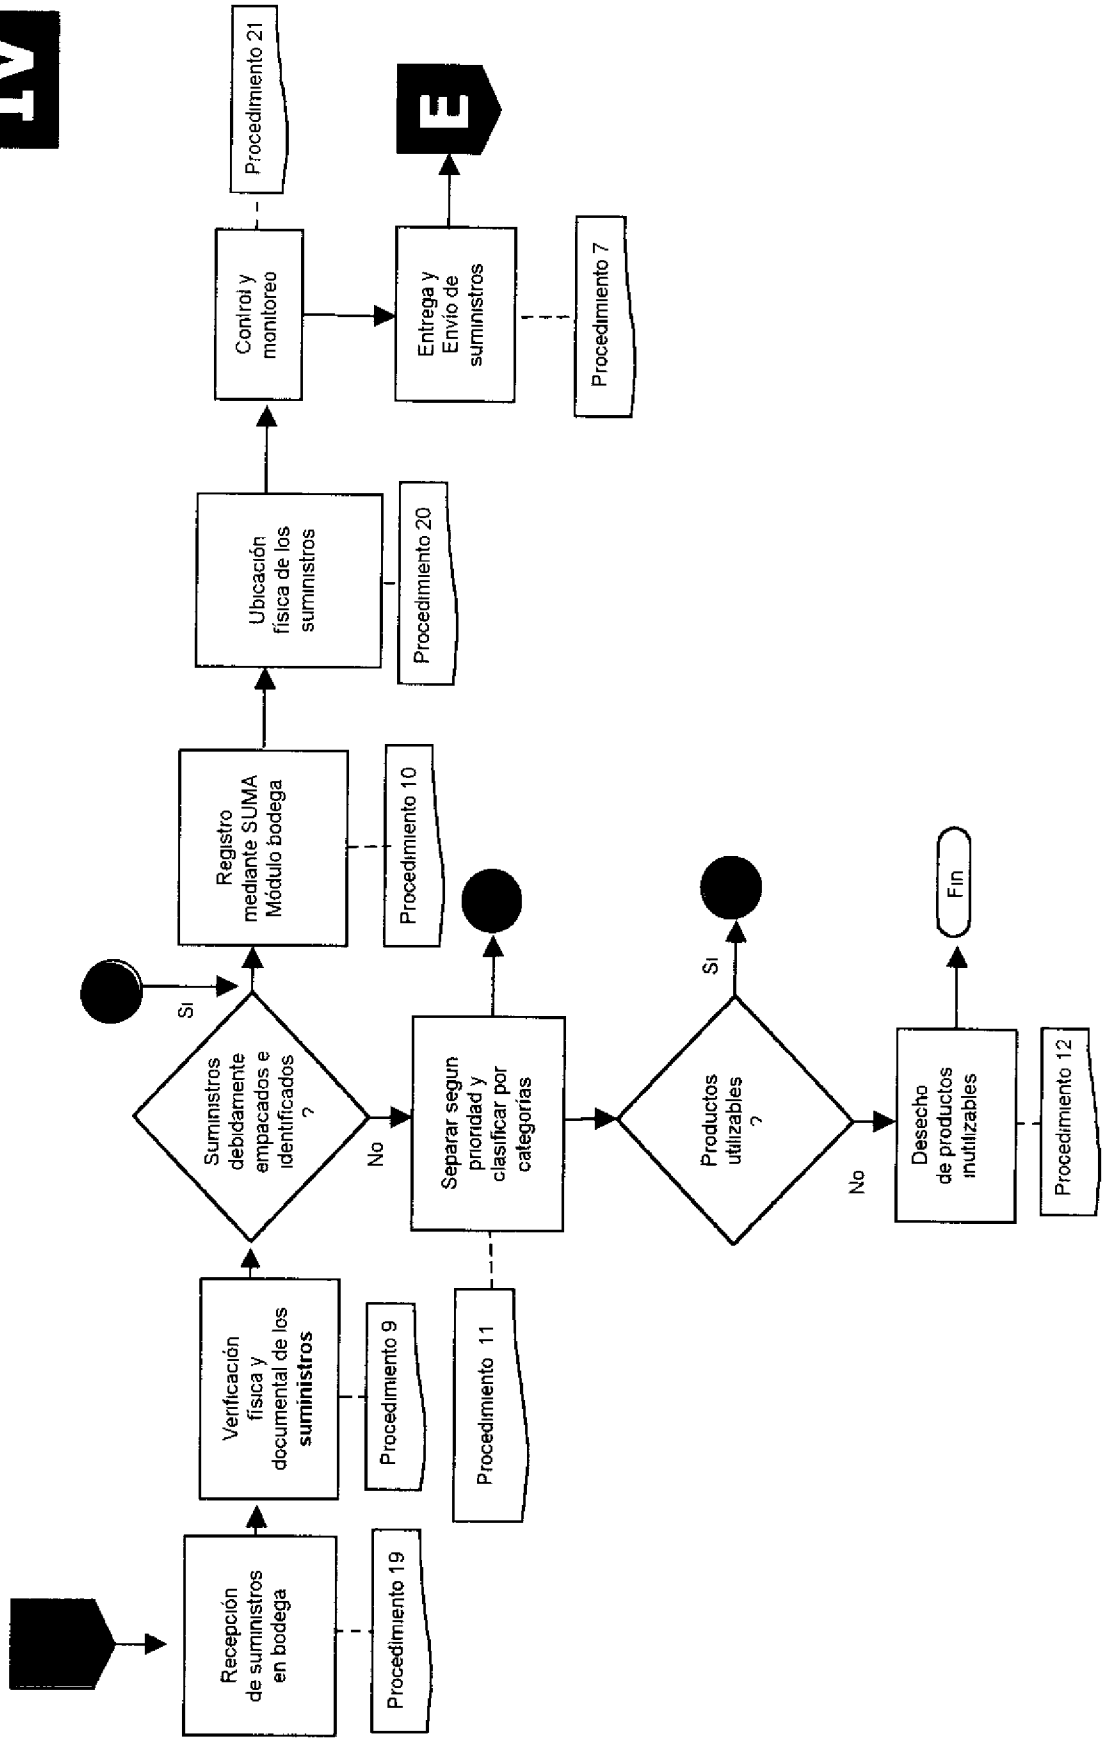 IV
Recepción
de suministros
en bodega
Procedimiento 19
Verificación
física y
documental de los
suministros
Procedimiento 9
Suministros
debidamente
empacados e
identificados
?
Si
No
Registro
mediante SUMA
Módulo bodega
Procedimiento 10
Ubicación
física de los
suministros
Procedimiento 20
Control y
monitoreo
Procedimiento 21
Entrega y
Envío de
suministros
Procedimiento 7
E
Separar segun
prioridad y
clasificar por
categorías
Procedimiento 11
Productos
utilizables
?
Si
No
Desecho
de productos
inutilizables
Procedimiento 12
Fin